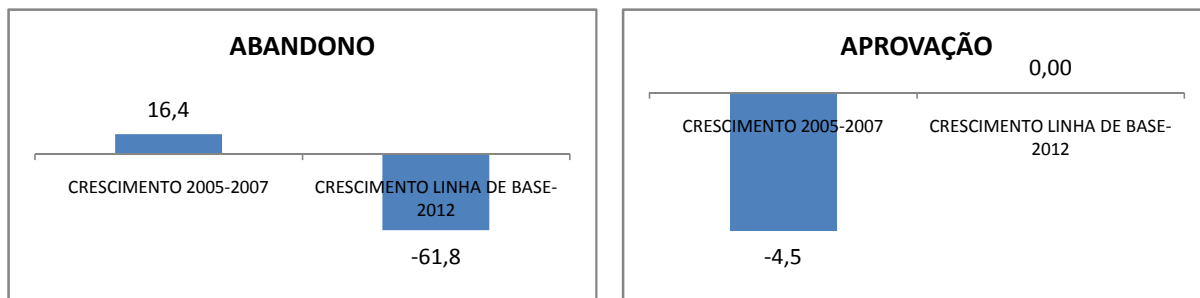 ABANDONO
16,4
CRESCIMENTO 2005-2007
CRESCIMENTO LINHA DE BASE-
2012
-61,8
APROVAÇÃO
0,00
CRESCIMENTO 2005-2007
CRESCIMENTO LINHA DE BASE-
2012
-4,5